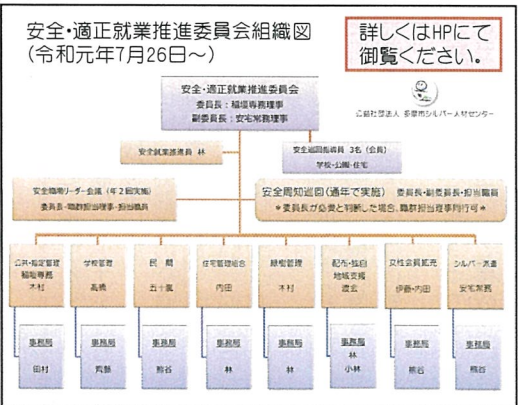 安全・適正就業推進委員会組織図
(令和元年7月26日〜)
詳しくはHPにて
御覧ください。
安全・適正就業推進委員会
委員長：稲垣専務理事
副委員長：安宅常務理事
公益社団法人 多摩市シルバー人材センター
安全就業推進員 林
安全巡回指導員 3名（会員）
学校・公園・住宅
安全職場リーダー会議（年2回実施）
委員長・職群担当理事・担当職員
安全周知巡回（通年で実施） 委員長・副委員長・担当職員
＊委員長が必要と判断した場合、職群担当理事同行可＊
公共・指定管理
稲垣専務
木村
学校管理
高橋
民間
五十嵐
住宅管理組合
内田
緑樹管理
木村
配布・独自
地域支援
渡玄
女性会員拡充
伊藤・内田
シルバー派遣
安宅常務
事務局
田村
事務局
齊藤
事務局
熊谷
事務局
林
事務局
林
事務局
林
小林
事務局
熊谷
事務局
熊谷